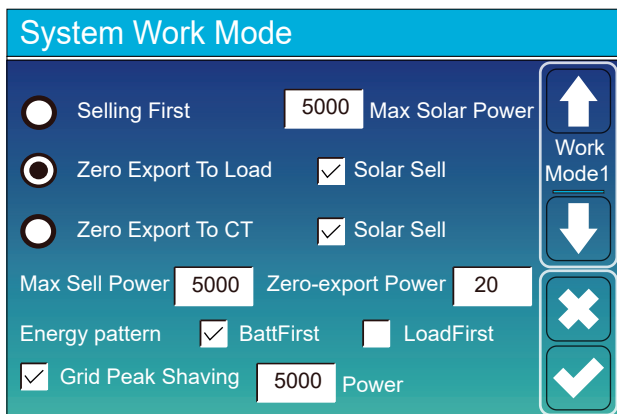 System Work Mode
Selling First 5000 Max Solar Power
Zero Export To Load Solar Sell
Zero Export To CT Solar Sell
Max Sell Power 5000 Zero-export Power 20
Energy pattern BattFirst LoadFirst
Grid Peak Shaving 5000 Power
Work
Mode1